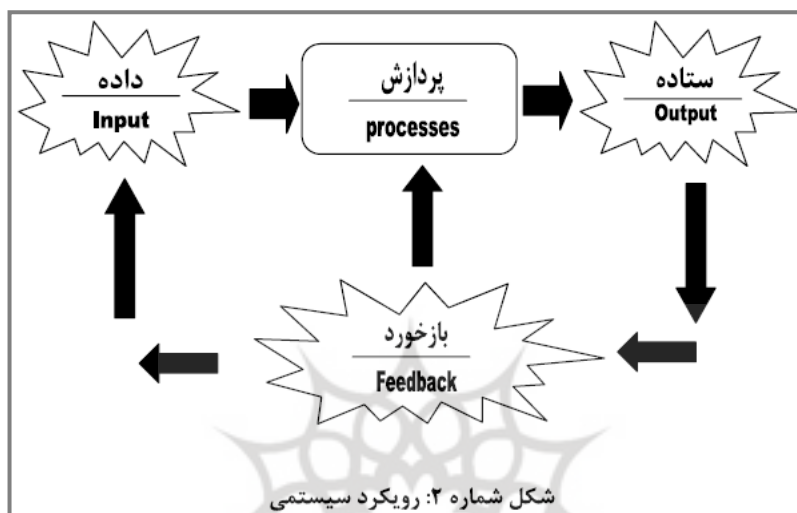 داده
Input
پردازش
processes
ستاده
Output
بازخورد
Feedback
شکل شماره ۲: رویکرد سیستمی